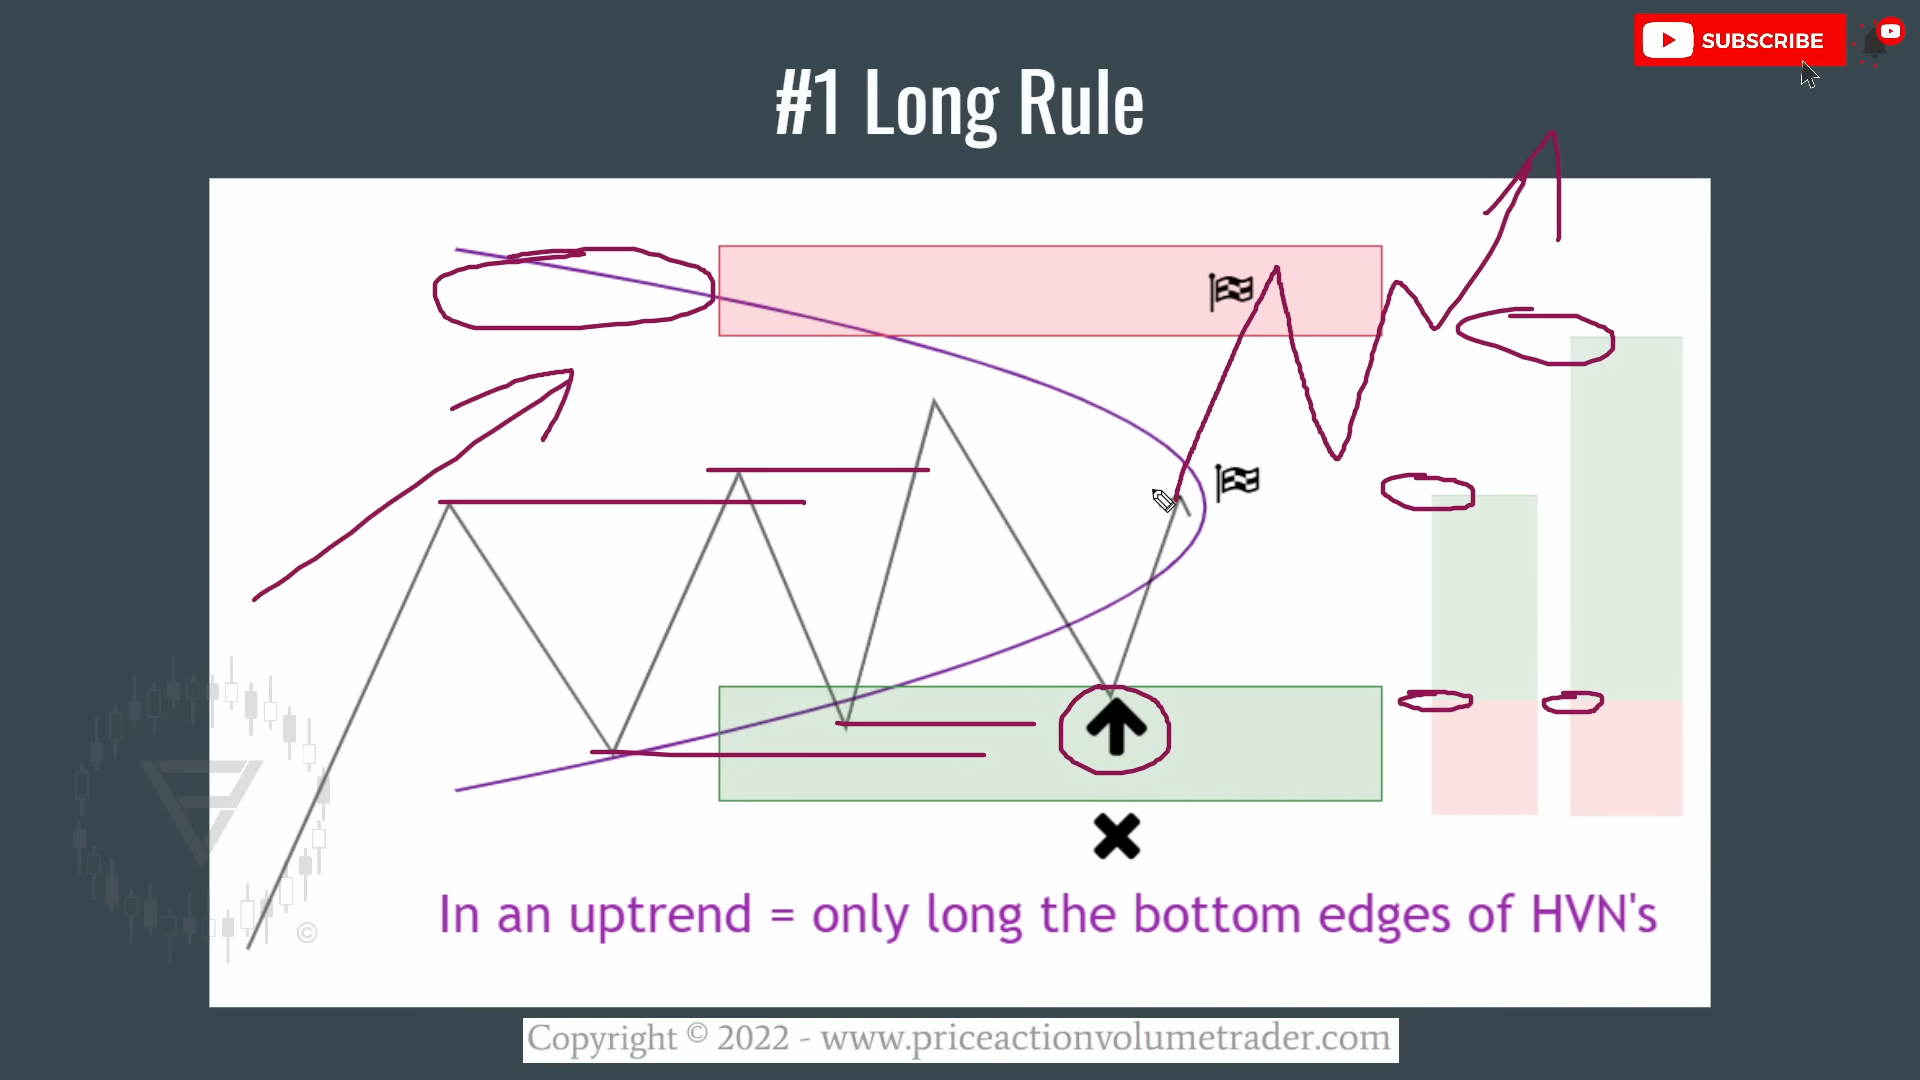 SUBSCRIBE
#1 Long Rule
©
In an uptrend = only long the bottom edges of HVN's
Copyright © 2022 - www.priceactionvolumetrader.com